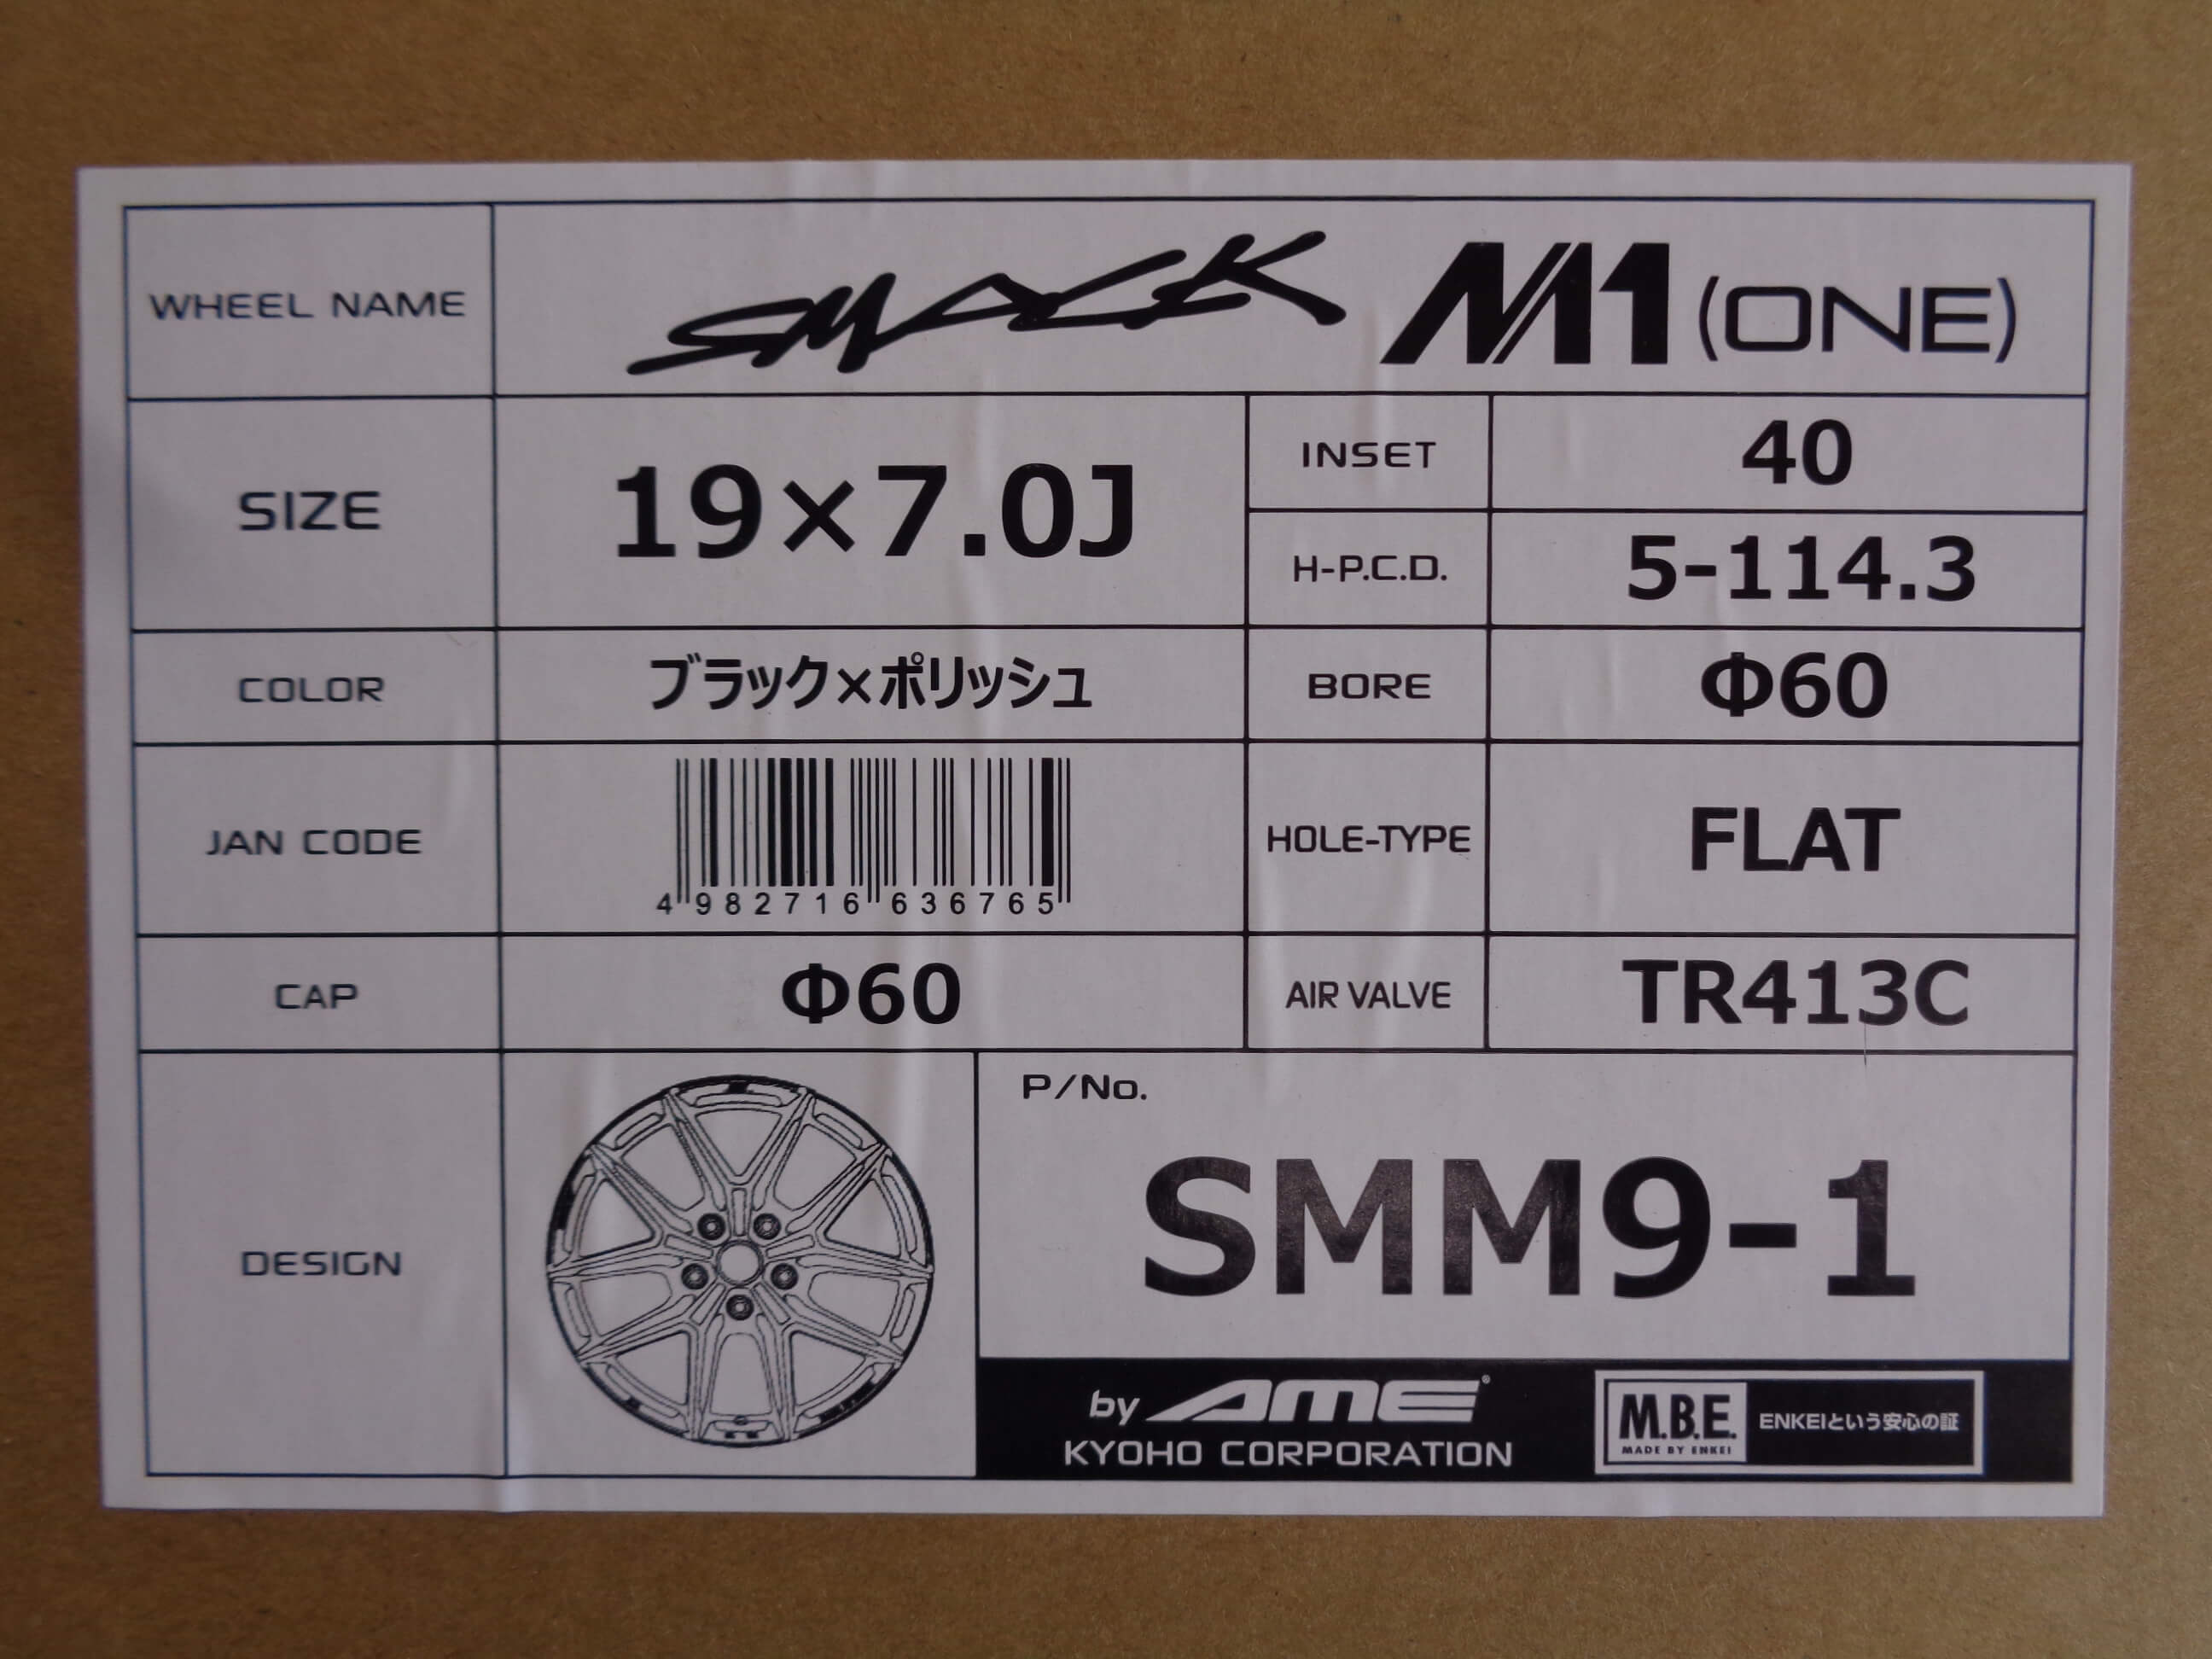 WHEEL NAME SMACK M1 (ONE)
SIZE 19×7.0J
INSET 40
H-P.C.D. 5-114.3
COLOR ブラック×ポリッシュ
BORE Φ60
JAN CODE 4982716636765
HOLE-TYPE FLAT
CAP Φ60
AIR VALVE TR413C
DESIGN
P/No.
SMM9-1
by AME
KYOHO CORPORATION
M.B.E.
MADE BY ENKEI
ENKEIという安心の証